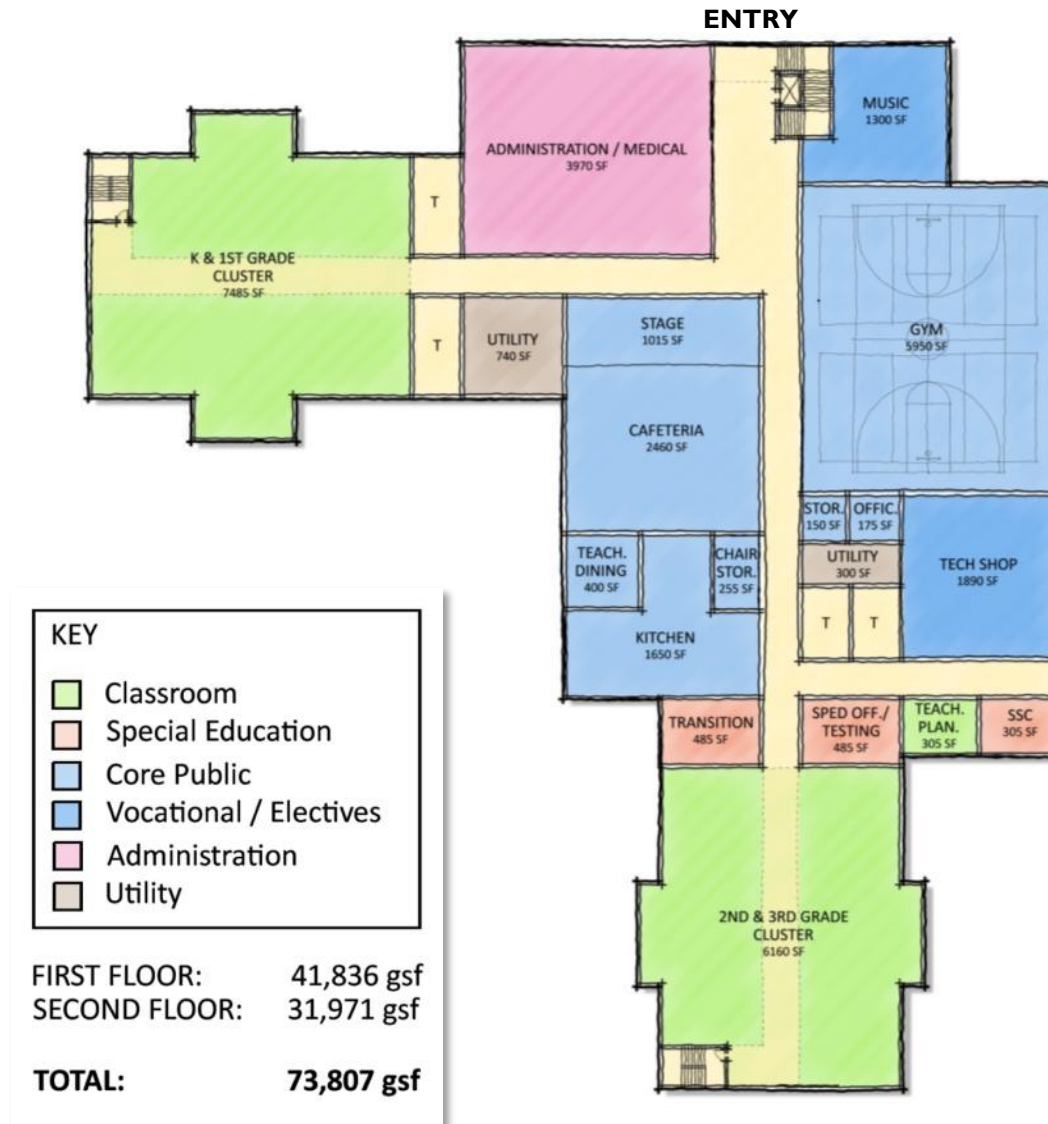 ENTRY
MUSIC
1300 SF
ADMINISTRATION / MEDICAL
3970 SF
T
K & 1ST GRADE
CLUSTER
7485 SF
T
UTILITY
740 SF
STAGE
1015 SF
GYM
5950 SF
CAFETERIA
2460 SF
STOR.
150 SF
OFFIC.
175 SF
TEACH.
DINING
400 SF
CHAIR
STOR.
255 SF
UTILITY
300 SF
TECH SHOP
1890 SF
T
T
KITCHEN
1650 SF
TRANSITION
485 SF
SPED OFF./
TESTING
485 SF
TEACH.
PLAN.
305 SF
SSC
305 SF
2ND & 3RD GRADE
CLUSTER
6160 SF
KEY
Classroom
Special Education
Core Public
Vocational / Electives
Administration
Utility
FIRST FLOOR: 41,836 gsf
SECOND FLOOR: 31,971 gsf
TOTAL: 73,807 gsf